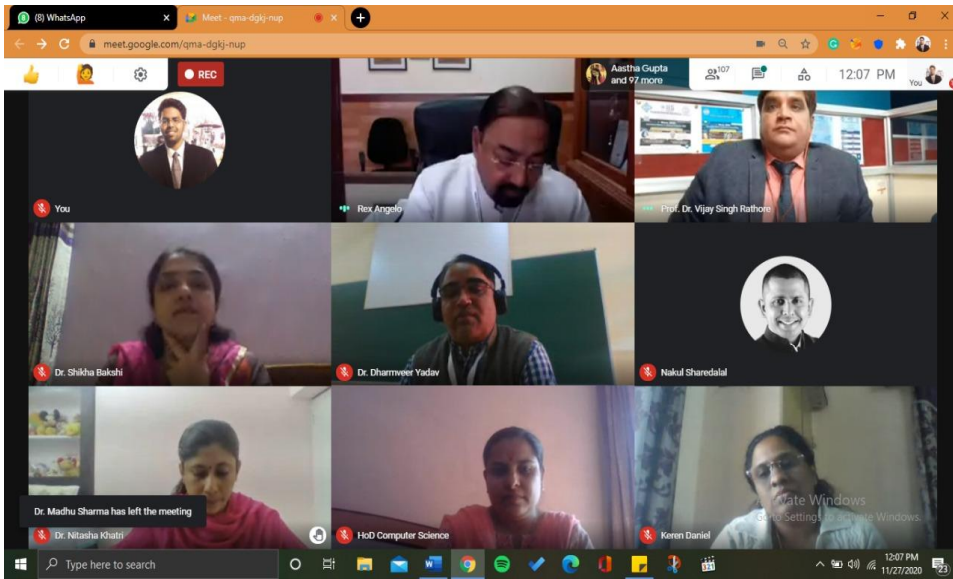 (8) WhatsApp
Meet - qma-dgkj-nup
meet.google.com/qma-dgkj-nup
REC
Aastha Gupta
and 97 more
107
12:07 PM
You
You
Rex Angelo
Prof. Dr. Vijay Singh Rathore
Dr. Shikha Bakshi
Dr. Dharmveer Yadav
Nakul Sharedalal
Dr. Madhu Sharma has left the meeting
Dr. Nitasha Khatri
HoD Computer Science
Keren Daniel
Activate Windows
Go to Settings to activate Windows.
Type here to search
12:07 PM
11/27/2020
23